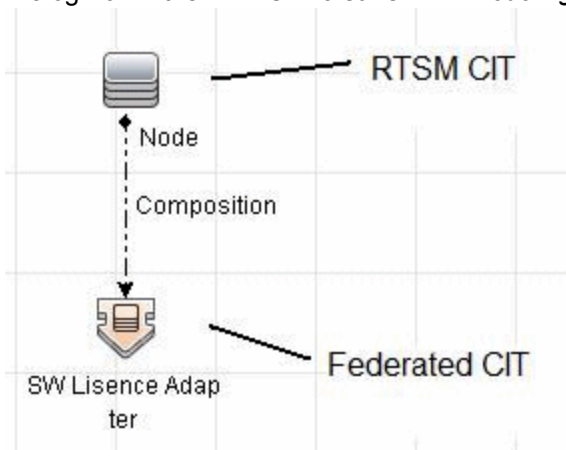 RTSM CIT
Node
Composition
Federated CIT
SW Lisence Adap
ter